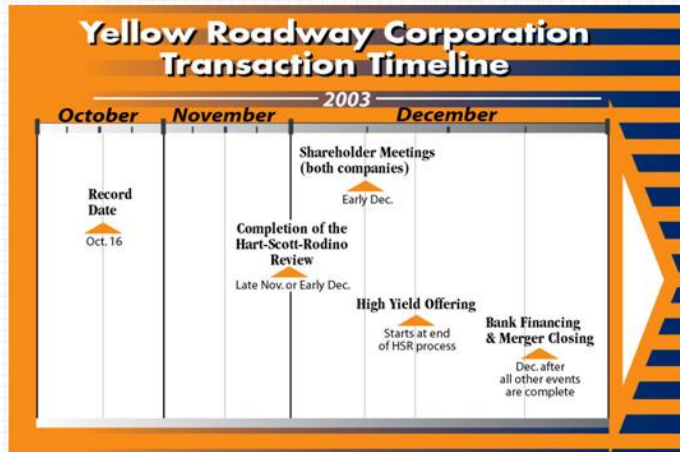 Yellow Roadway Corporation
Transaction Timeline
2003
October November December
Shareholder Meetings
(both companies)
Early Dec.
Record
Date
Oct. 16
Completion of the
Hart-Scott-Rodino
Review
Late Nov. or Early Dec.
High Yield Offering
Starts at end
of HSR process
Bank Financing
& Merger Closing
Dec. after
all other events
are complete